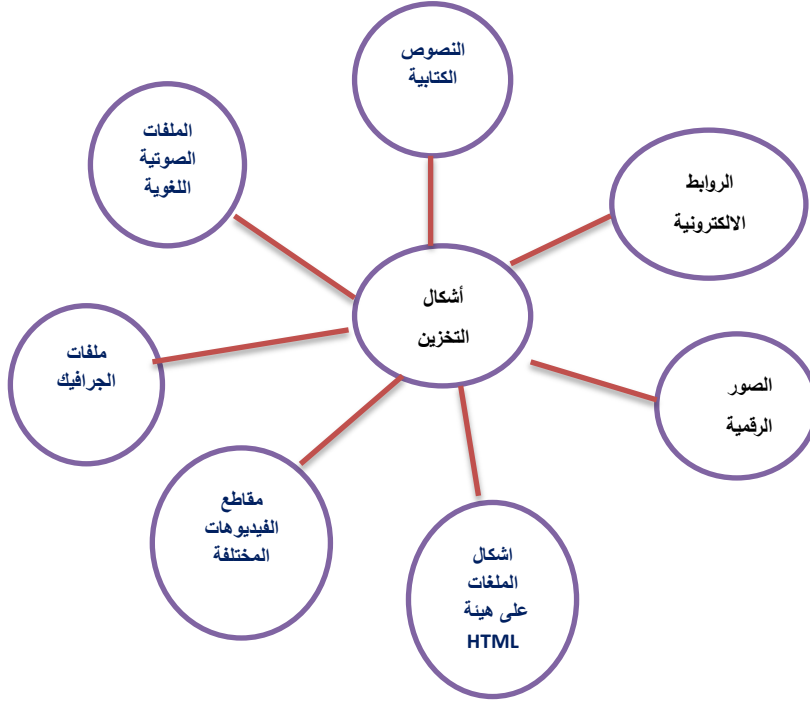 النصوص
الكتابية
الملفات
الصوتية
اللغوية
الروابط
الالكترونية
أشكال
التخزين
ملفات
الجرافيك
الصور
الرقمية
مقاطع
الفيديوهات
المختلفة
اشكال
الملغات
على هيئة
HTML